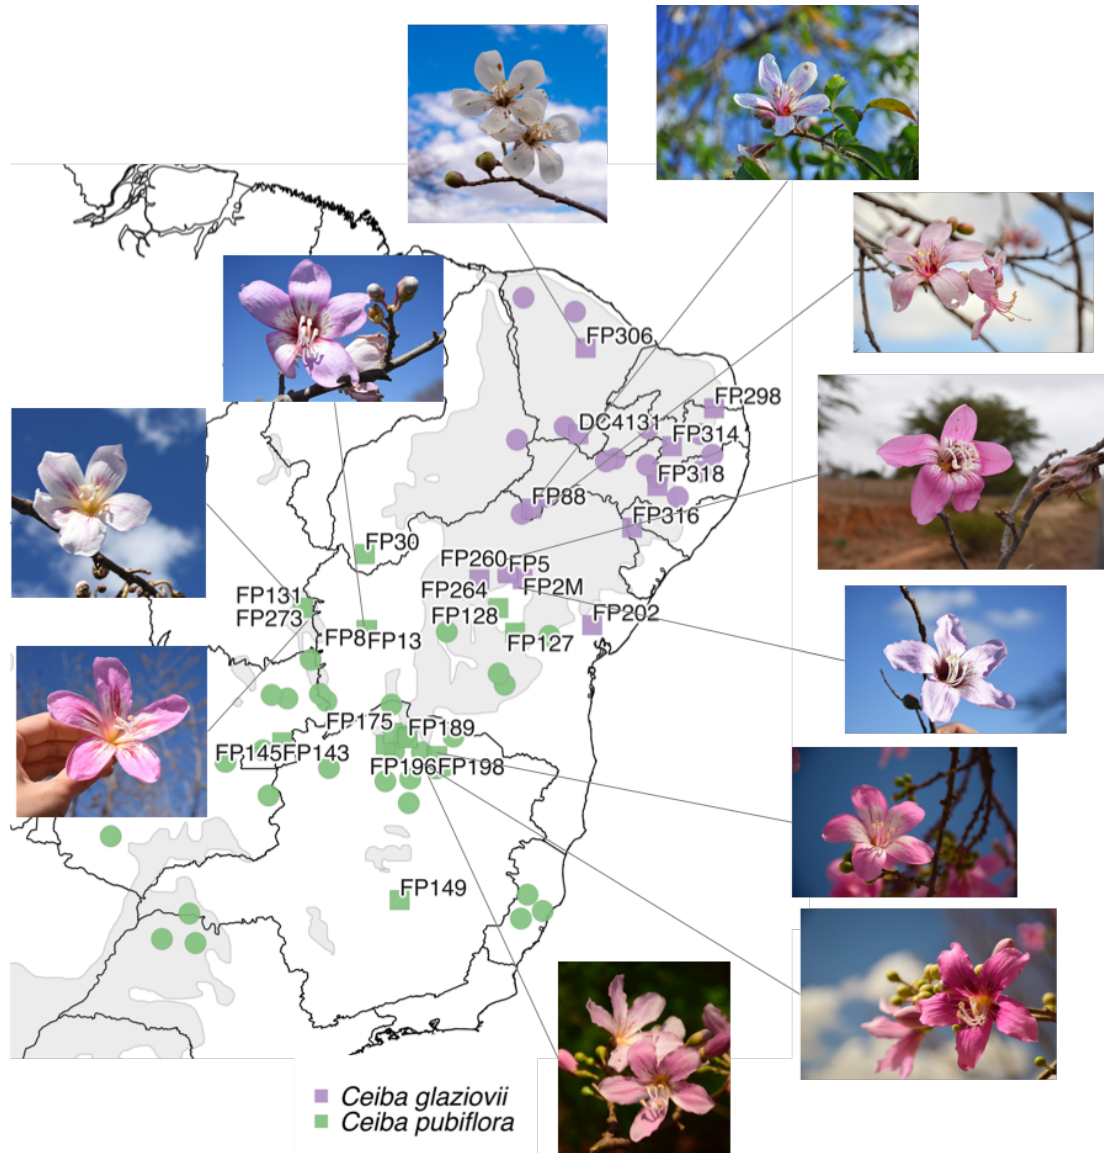 FP306
FP298
DC4131
FP314
FP318
FP88
FP316
FP30
FP260
FP5
FP264
FP2M
FP131
FP128
FP202
FP273
FP8
FP13
FP127
FP175
FP189
FP145
FP143
FP196
FP198
FP149
Ceiba glaziovii
Ceiba pubiflora